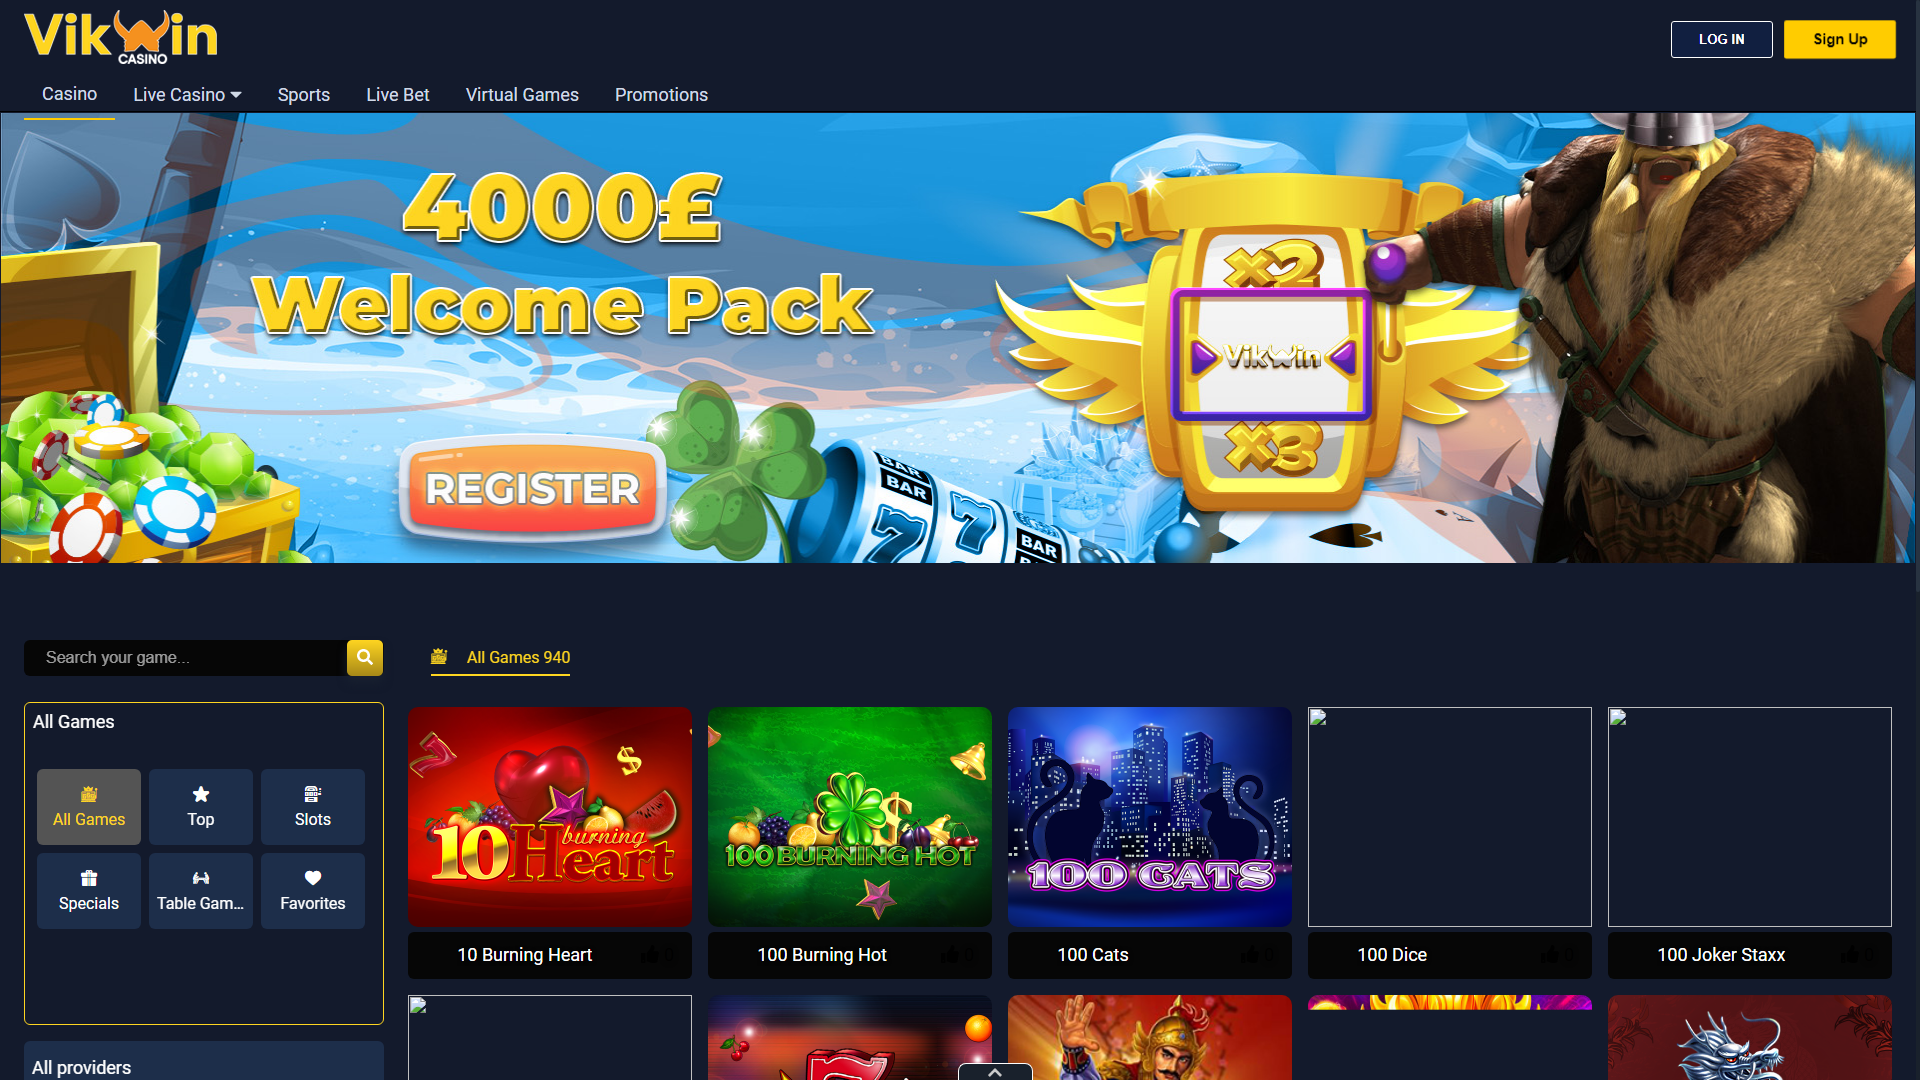 VikWin
CASINO
LOG IN
Sign Up
Casino
Live Casino
Sports
Live Bet
Virtual Games
Promotions
4000£
Welcome Pack
REGISTER
x2
VikWin
x3
BAR
BAR
7
7
BAR
Search your game...
All Games 940
All Games
All Games
Top
Slots
Specials
Table Gam...
Favorites
All providers
10 burning Heart
100 BURNING HOT
100 CATS
10 Burning Heart
100 Burning Hot
100 Cats
100 Dice
100 Joker Staxx